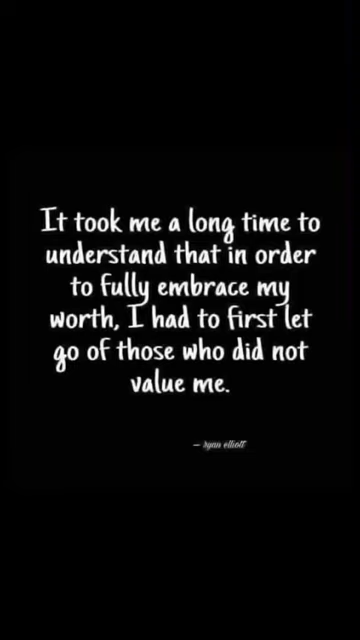 It took me a long time to
understand that in order
to fully embrace my
worth, I had to first let
go of those who did not
value me.
— ryan elliott